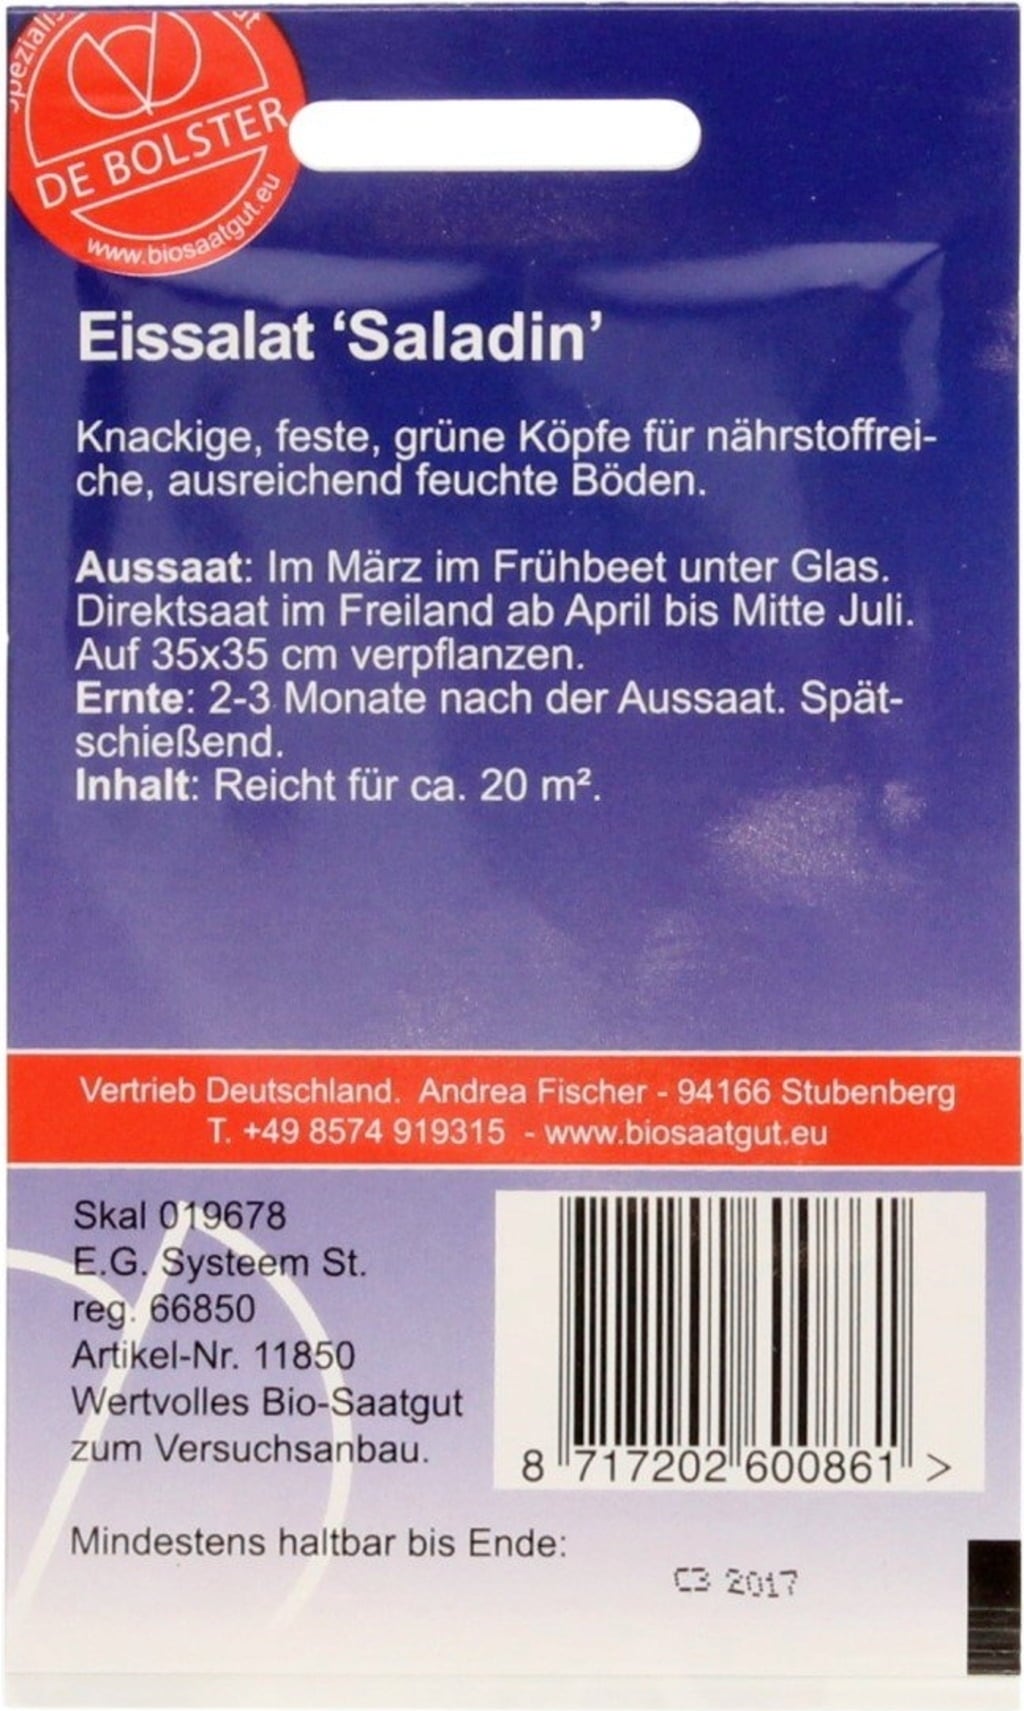 DE BOLSTER
www.biosaatgut.eu
Eissalat ‘Saladin’
Knackige, feste, grüne Köpfe für nährstoffrei-
che, ausreichend feuchte Böden.
Aussaat: Im März im Frühbeet unter Glas.
Direktsaat im Freiland ab April bis Mitte Juli.
Auf 35x35 cm verpflanzen.
Ernte: 2-3 Monate nach der Aussaat. Spät-
schießend.
Inhalt: Reicht für ca. 20 m².
Vertrieb Deutschland. Andrea Fischer - 94166 Stubenberg
T. +49 8574 919315 - www.biosaatgut.eu
Skal 019678
E.G. Systeem St.
reg. 66850
Artikel-Nr. 11850
Wertvolles Bio-Saatgut
zum Versuchsanbau.
8 717202 600861 >
Mindestens haltbar bis Ende:
C3 2017